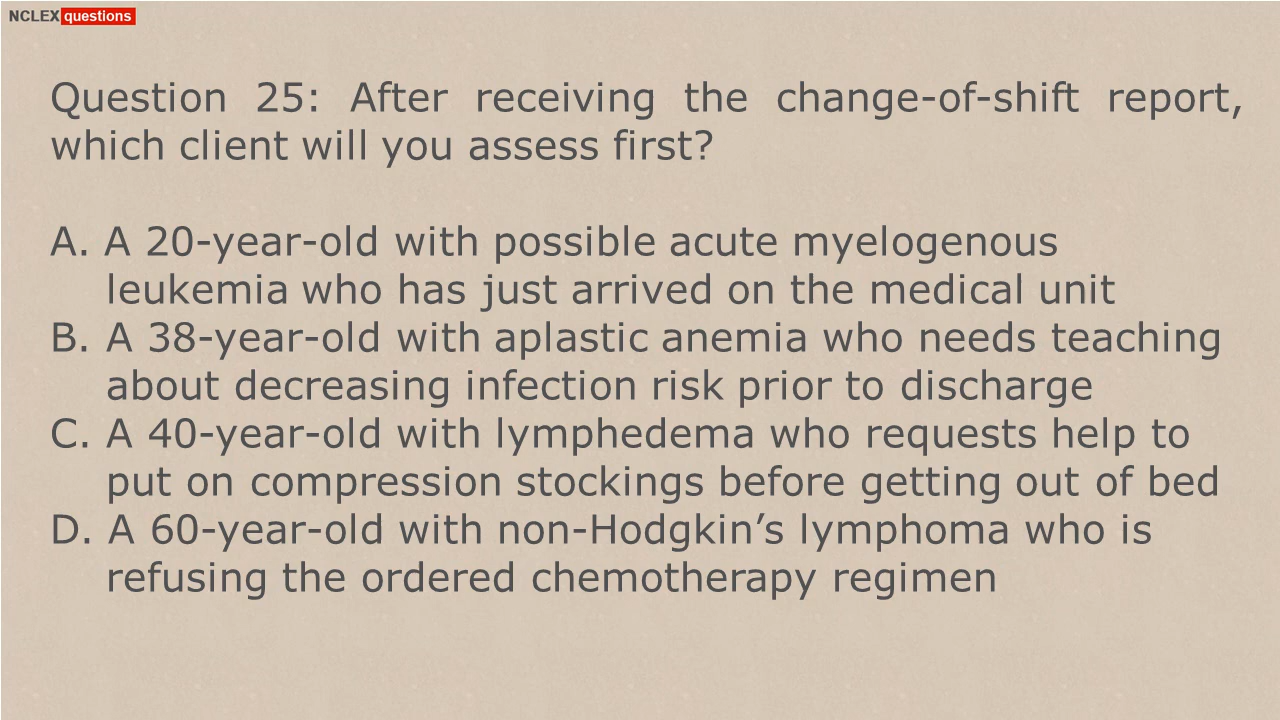 NCLEX questions
Question 25: After receiving the change-of-shift report,
which client will you assess first?
A. A 20-year-old with possible acute myelogenous
leukemia who has just arrived on the medical unit
B. A 38-year-old with aplastic anemia who needs teaching
about decreasing infection risk prior to discharge
C. A 40-year-old with lymphedema who requests help to
put on compression stockings before getting out of bed
D. A 60-year-old with non-Hodgkin’s lymphoma who is
refusing the ordered chemotherapy regimen